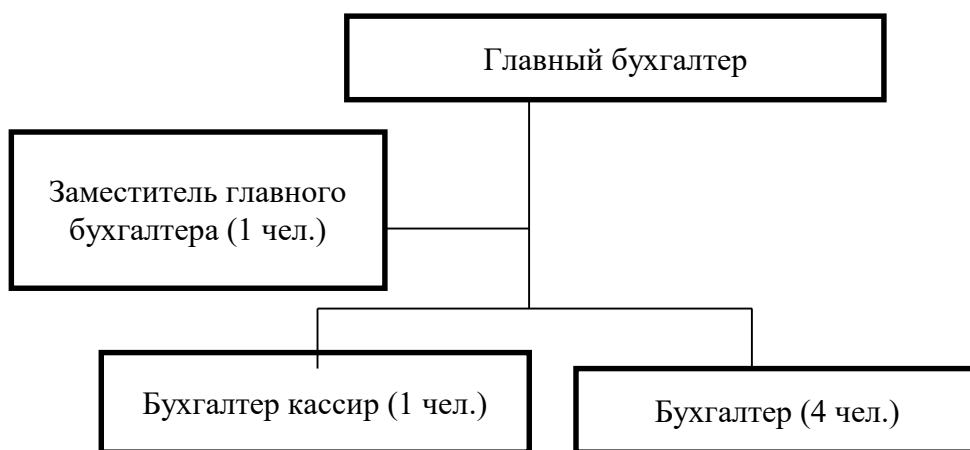 Главный бухгалтер
Заместитель главного
бухгалтера (1 чел.)
Бухгалтер кассир (1 чел.)
Бухгалтер (4 чел.)